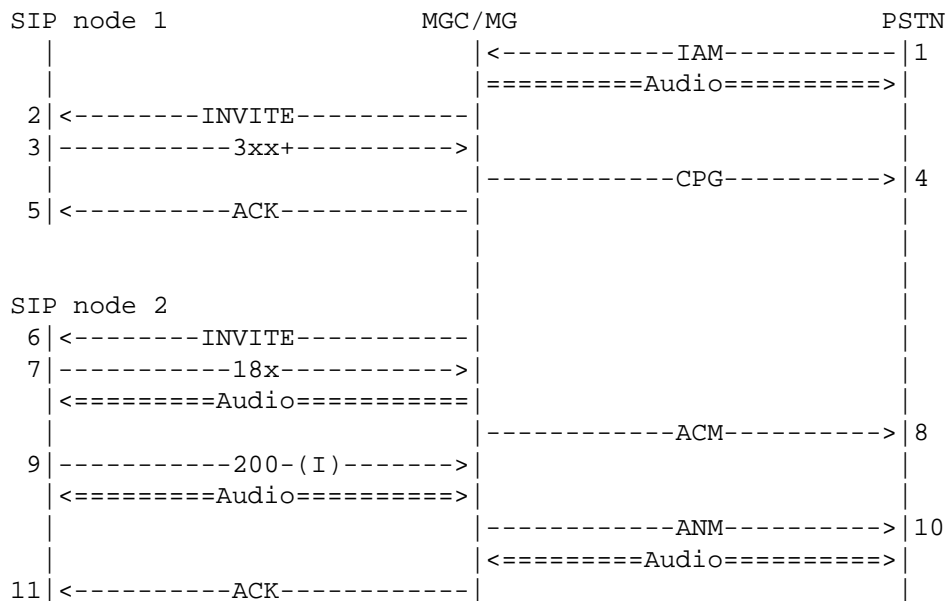 SIP node 1                       MGC/MG                          PSTN
  |                                |<-----------IAM-----------|1
  |                                |==========Audio==========>|
 2|<--------INVITE-----------|                                |
 3|-----------3xx+---------->|                                |
  |                                |------------CPG---------->|4
 5|<----------ACK------------|                                |
  |                                |                          |
  |                                |                          |
SIP node 2                         |                          |
 6|<--------INVITE-----------|                                |
 7|-----------18x----------->|                                |
  |<=========Audio===========|                                |
  |                                |------------ACM---------->|8
 9|-----------200-(I)------->|                                |
  |<=========Audio==========>|                                |
  |                                |------------ANM---------->|10
  |                                |<=========Audio==========>|
11|<----------ACK------------|                                |